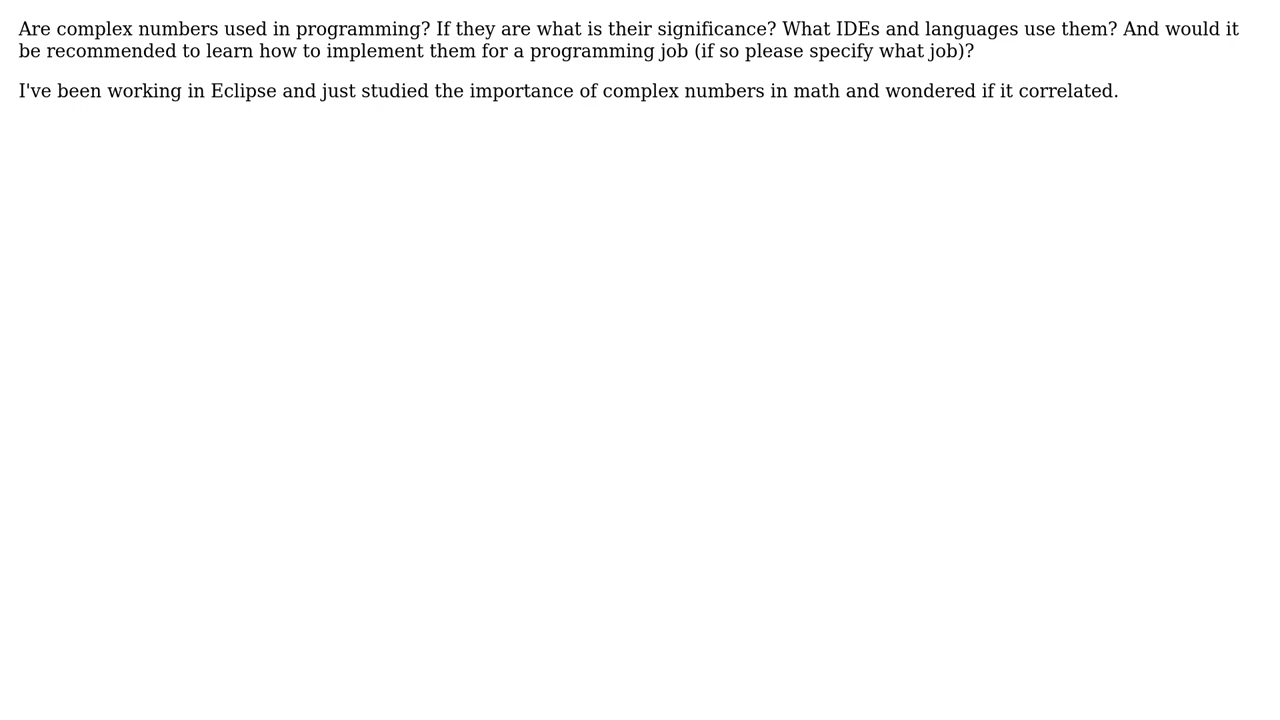 Are complex numbers used in programming? If they are what is their significance? What IDEs and languages use them? And would it
be recommended to learn how to implement them for a programming job (if so please specify what job)?
I've been working in Eclipse and just studied the importance of complex numbers in math and wondered if it correlated.